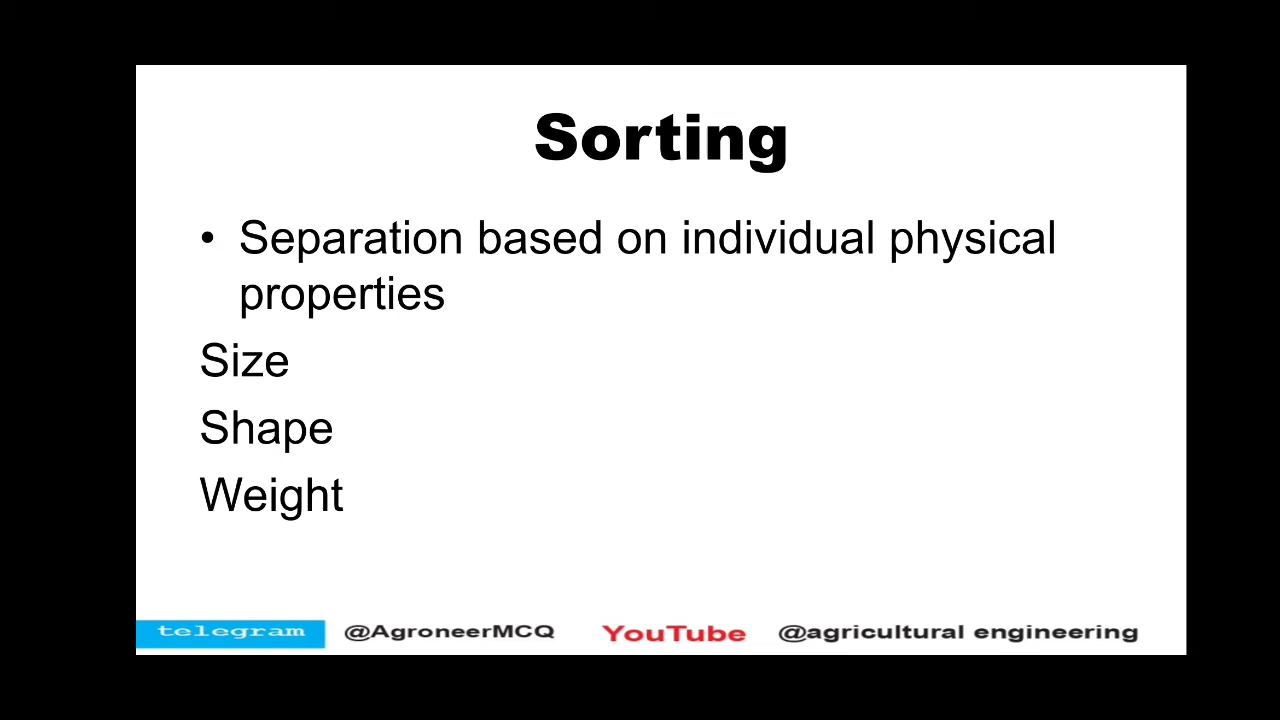 Sorting
• Separation based on individual physical
properties
Size
Shape
Weight
telegram @AgroneerMCQ YouTube @agricultural engineering